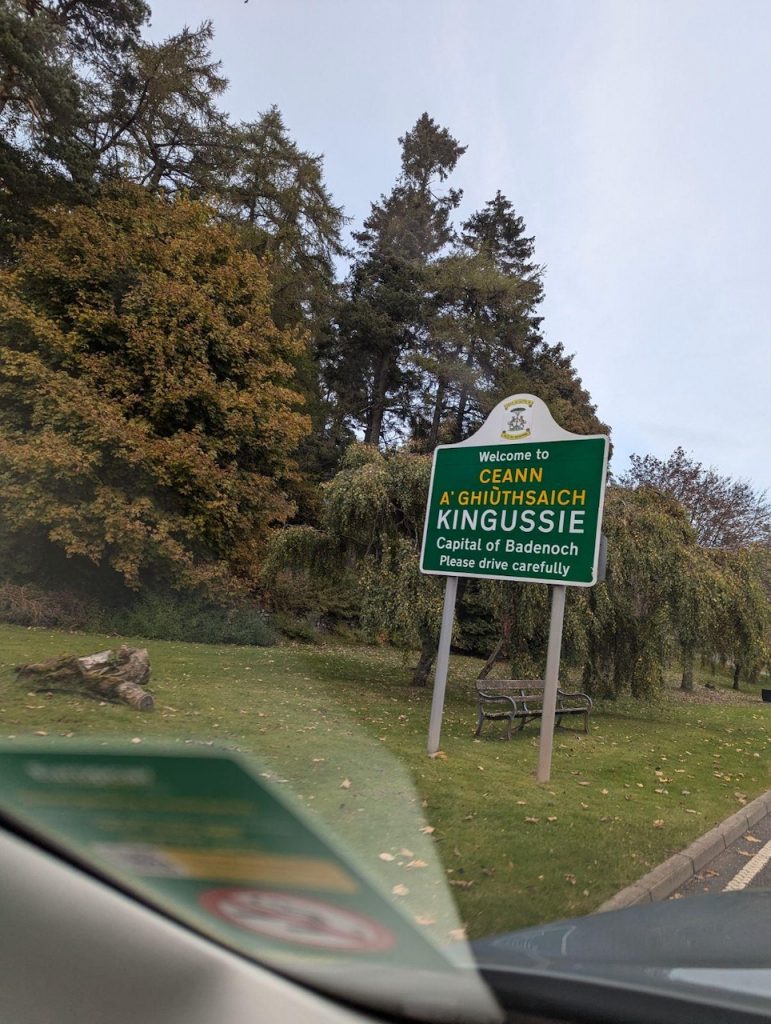 Welcome to
CEANN
A' GHIÙTHSAICH
KINGUSSIE
Capital of Badenoch
Please drive carefully